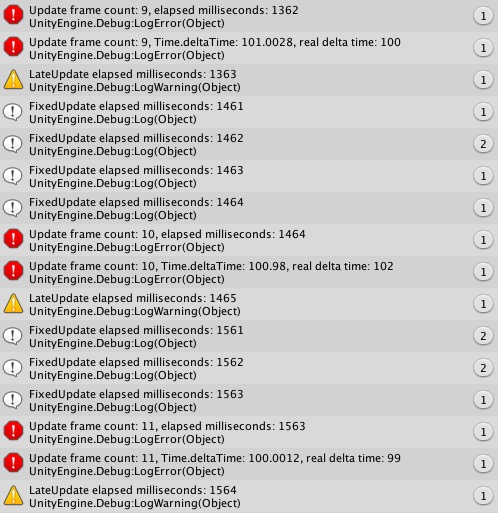 Update frame count: 9, elapsed milliseconds: 1362
UnityEngine.Debug:LogError(Object)
1
Update frame count: 9, Time.deltaTime: 101.0028, real delta time: 100
UnityEngine.Debug:LogError(Object)
1
LateUpdate elapsed milliseconds: 1363
UnityEngine.Debug:LogWarning(Object)
1
FixedUpdate elapsed milliseconds: 1461
UnityEngine.Debug:Log(Object)
1
FixedUpdate elapsed milliseconds: 1462
UnityEngine.Debug:Log(Object)
2
FixedUpdate elapsed milliseconds: 1463
UnityEngine.Debug:Log(Object)
1
FixedUpdate elapsed milliseconds: 1464
UnityEngine.Debug:Log(Object)
1
Update frame count: 10, elapsed milliseconds: 1464
UnityEngine.Debug:LogError(Object)
1
Update frame count: 10, Time.deltaTime: 100.98, real delta time: 102
UnityEngine.Debug:LogError(Object)
1
LateUpdate elapsed milliseconds: 1465
UnityEngine.Debug:LogWarning(Object)
1
FixedUpdate elapsed milliseconds: 1561
UnityEngine.Debug:Log(Object)
2
FixedUpdate elapsed milliseconds: 1562
UnityEngine.Debug:Log(Object)
2
FixedUpdate elapsed milliseconds: 1563
UnityEngine.Debug:Log(Object)
1
Update frame count: 11, elapsed milliseconds: 1563
UnityEngine.Debug:LogError(Object)
1
Update frame count: 11, Time.deltaTime: 100.0012, real delta time: 99
UnityEngine.Debug:LogError(Object)
1
LateUpdate elapsed milliseconds: 1564
UnityEngine.Debug:LogWarning(Object)
1